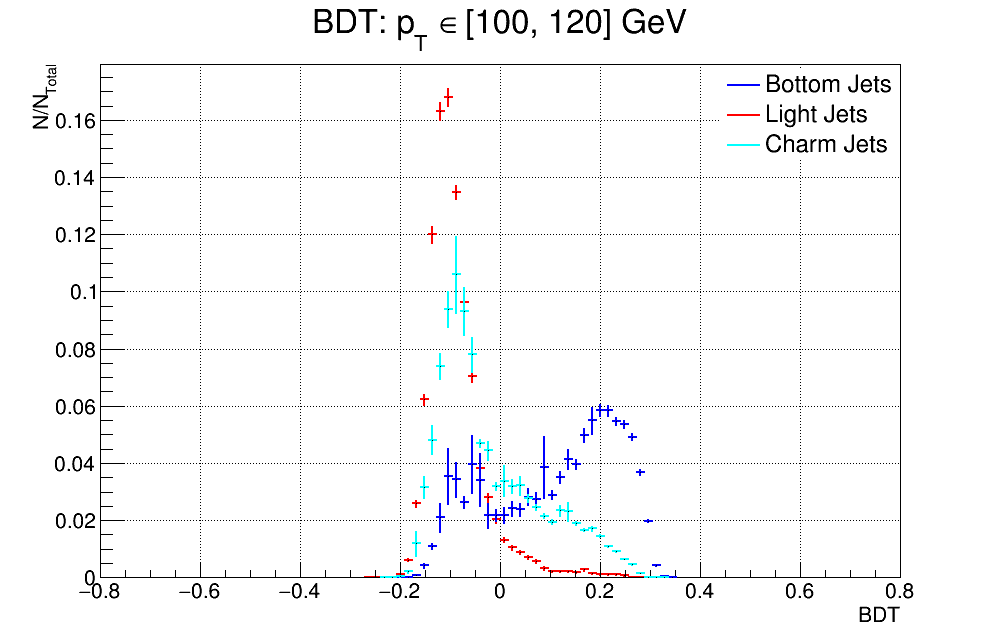 BDT: p_T ∈ [100, 120] GeV
N/N_Total
Bottom Jets
Light Jets
Charm Jets
0.16
0.14
0.12
0.1
0.08
0.06
0.04
0.02
0
−0.8 −0.6 −0.4 −0.2 0 0.2 0.4 0.6 0.8
BDT